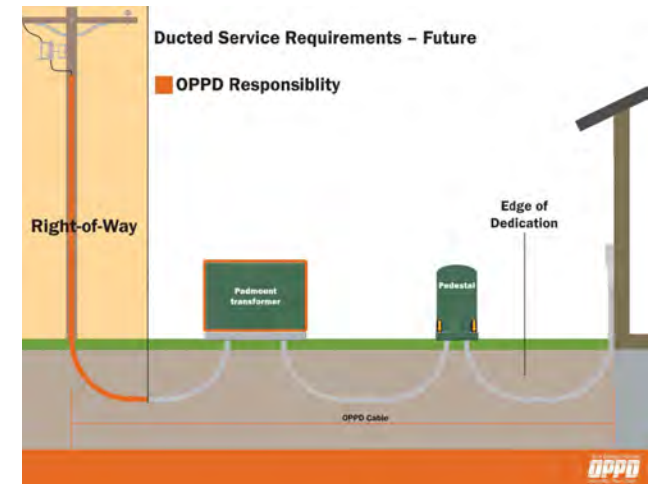 Ducted Service Requirements – Future
OPPD Responsiblity
Right-of-Way
Edge of
Dedication
Padmount
transformer
Pedestal
OPPD Cable
OPPD